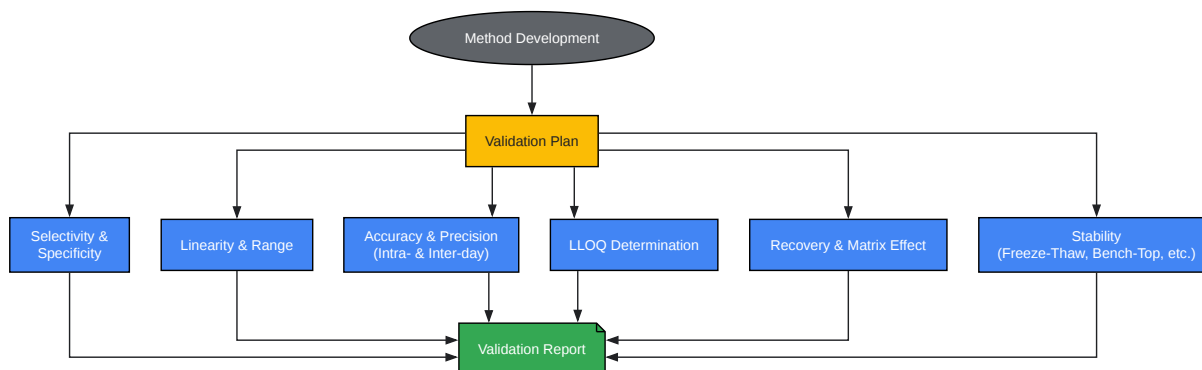 Method Development
Validation Plan
Selectivity &
Specificity
Linearity & Range
Accuracy & Precision
(Intra- & Inter-day)
LLOQ Determination
Recovery & Matrix Effect
Stability
(Freeze-Thaw, Bench-Top, etc.)
Validation Report